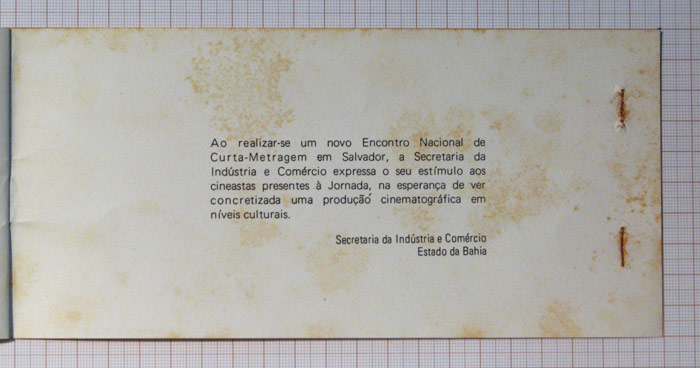 Ao realizar-se um novo Encontro Nacional de
Curta-Metragem em Salvador, a Secretaria da
Indústria e Comércio expressa o seu estímulo aos
cineastas presentes à Jornada, na esperança de ver
concretizada uma produção cinematográfica em
níveis culturais.
Secretaria da Indústria e Comércio
Estado da Bahia